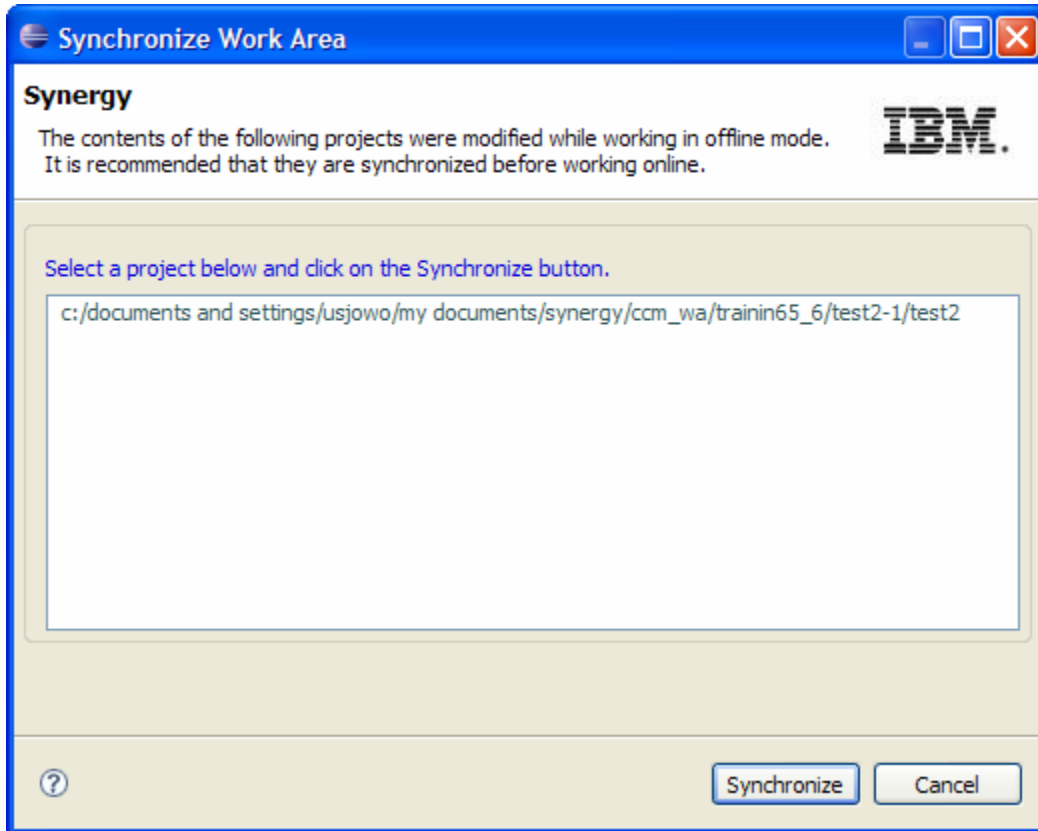 Synchronize Work Area
Synergy
The contents of the following projects were modified while working in offline mode.
It is recommended that they are synchronized before working online.
IBM.
Select a project below and click on the Synchronize button.
c:/documents and settings/usjowo/my documents/synergy/ccm_wa/trainin65_6/test2-1/test2
?
Synchronize
Cancel